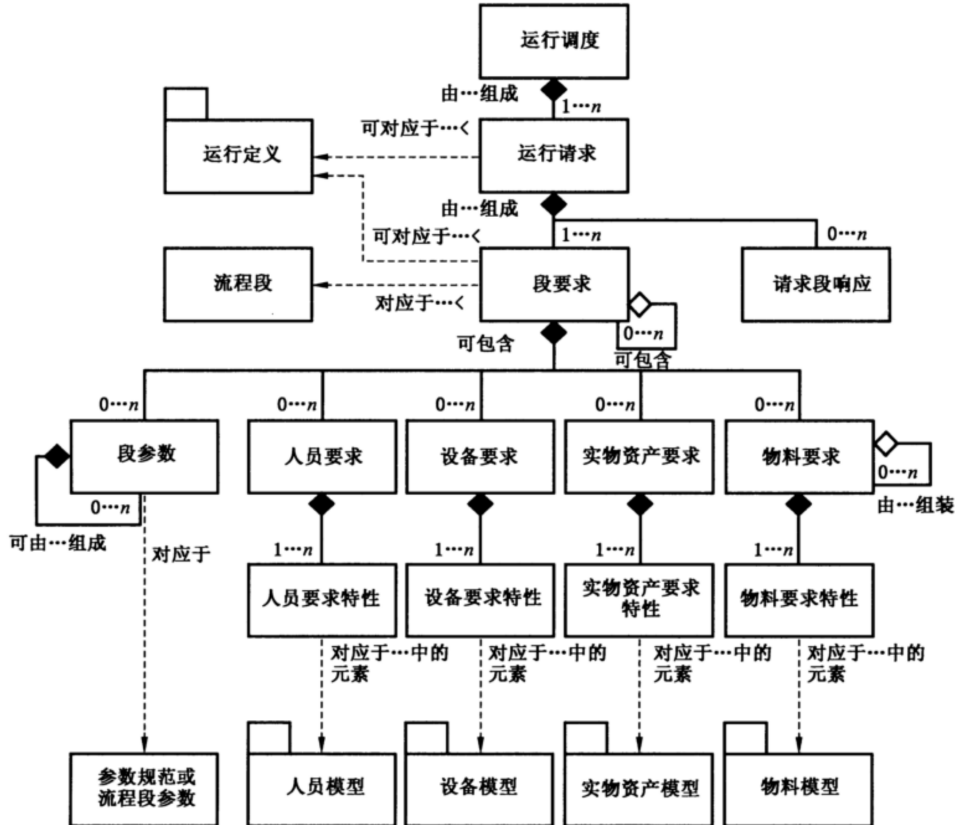 运行调度
由…组成
1…n
可对应于…<
运行定义
运行请求
由…组成
可对应于…<
1…n
0…n
流程段
段要求
请求段响应
对应于…<
0…n
可包含
可包含
0…n
0…n
0…n
0…n
0…n
段参数
人员要求
设备要求
实物资产要求
物料要求
0…n
0…n
由…组装
可由…组成
对应于
1…n
1…n
1…n
1…n
人员要求特性
设备要求特性
实物资产要求
特性
物料要求特性
对应于…中的
元素
对应于…中的
元素
对应于…中的
元素
对应于…中的
元素
参数规范或
流程段参数
人员模型
设备模型
实物资产模型
物料模型